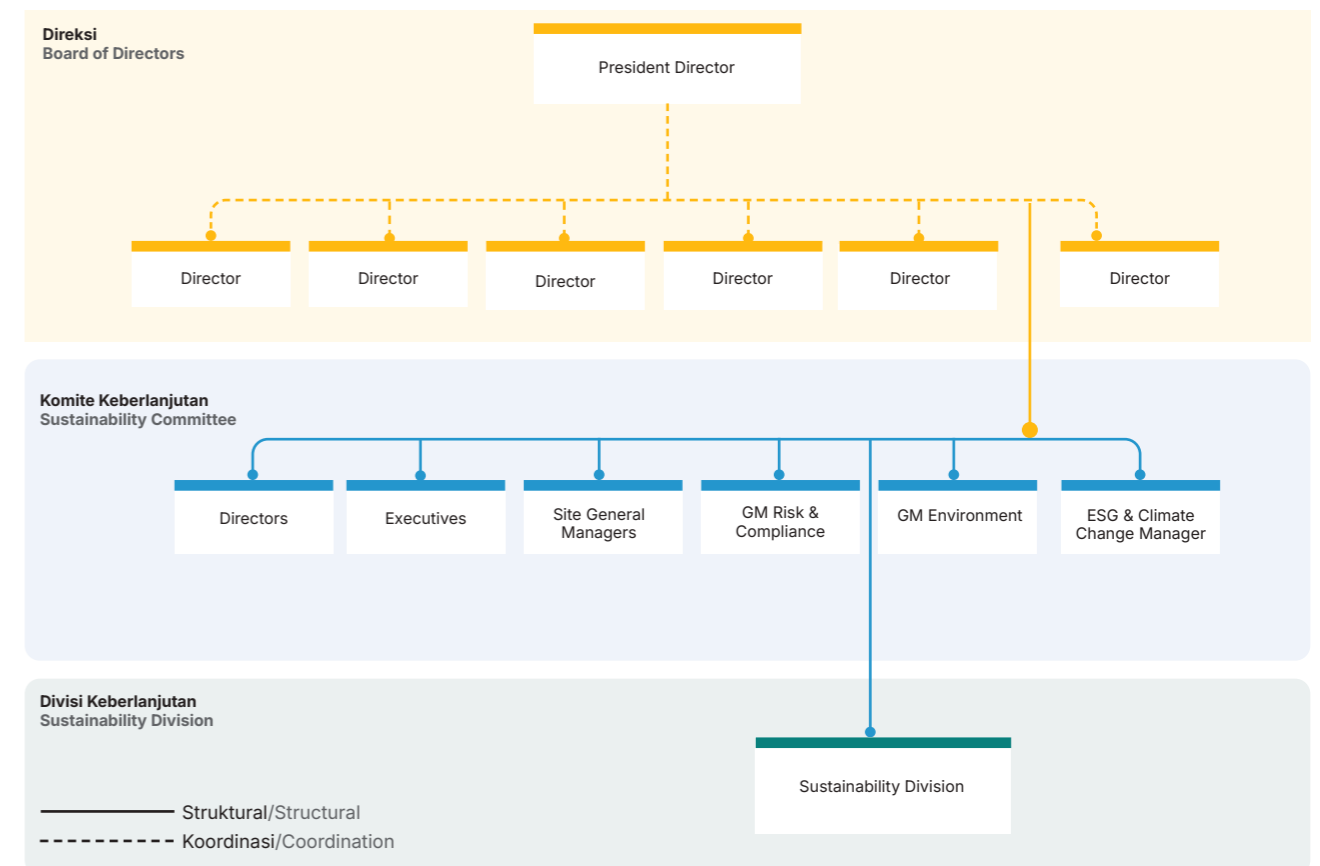 Direksi
Board of Directors
President Director
Director
Director
Director
Director
Director
Director
Komite Keberlanjutan
Sustainability Committee
Directors
Executives
Site General
Managers
GM Risk &
Compliance
GM Environment
ESG & Climate
Change Manager
Divisi Keberlanjutan
Sustainability Division
Sustainability Division
Struktural/Structural
Koordinasi/Coordination